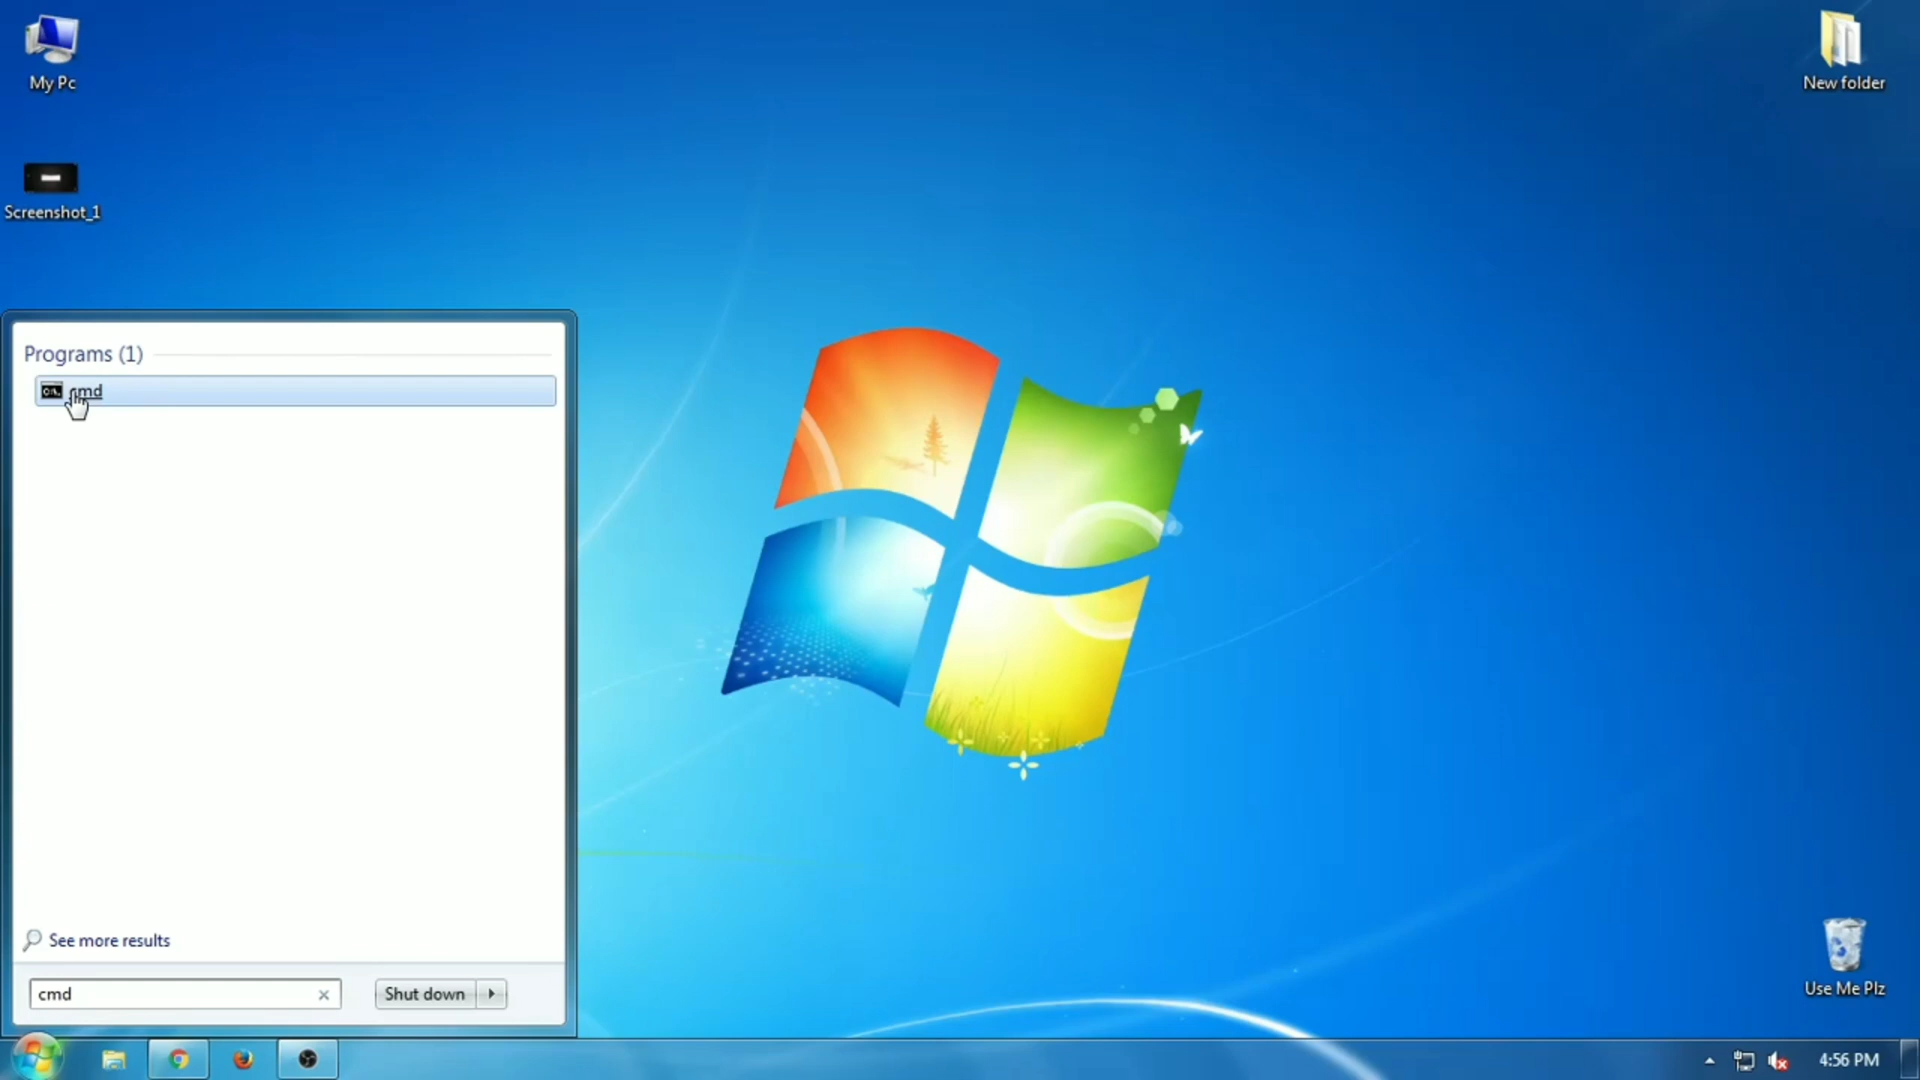 My Pc
New folder
Screenshot_1
Programs (1)
cmd
See more results
cmd
Shut down
Use Me Plz
4:56 PM